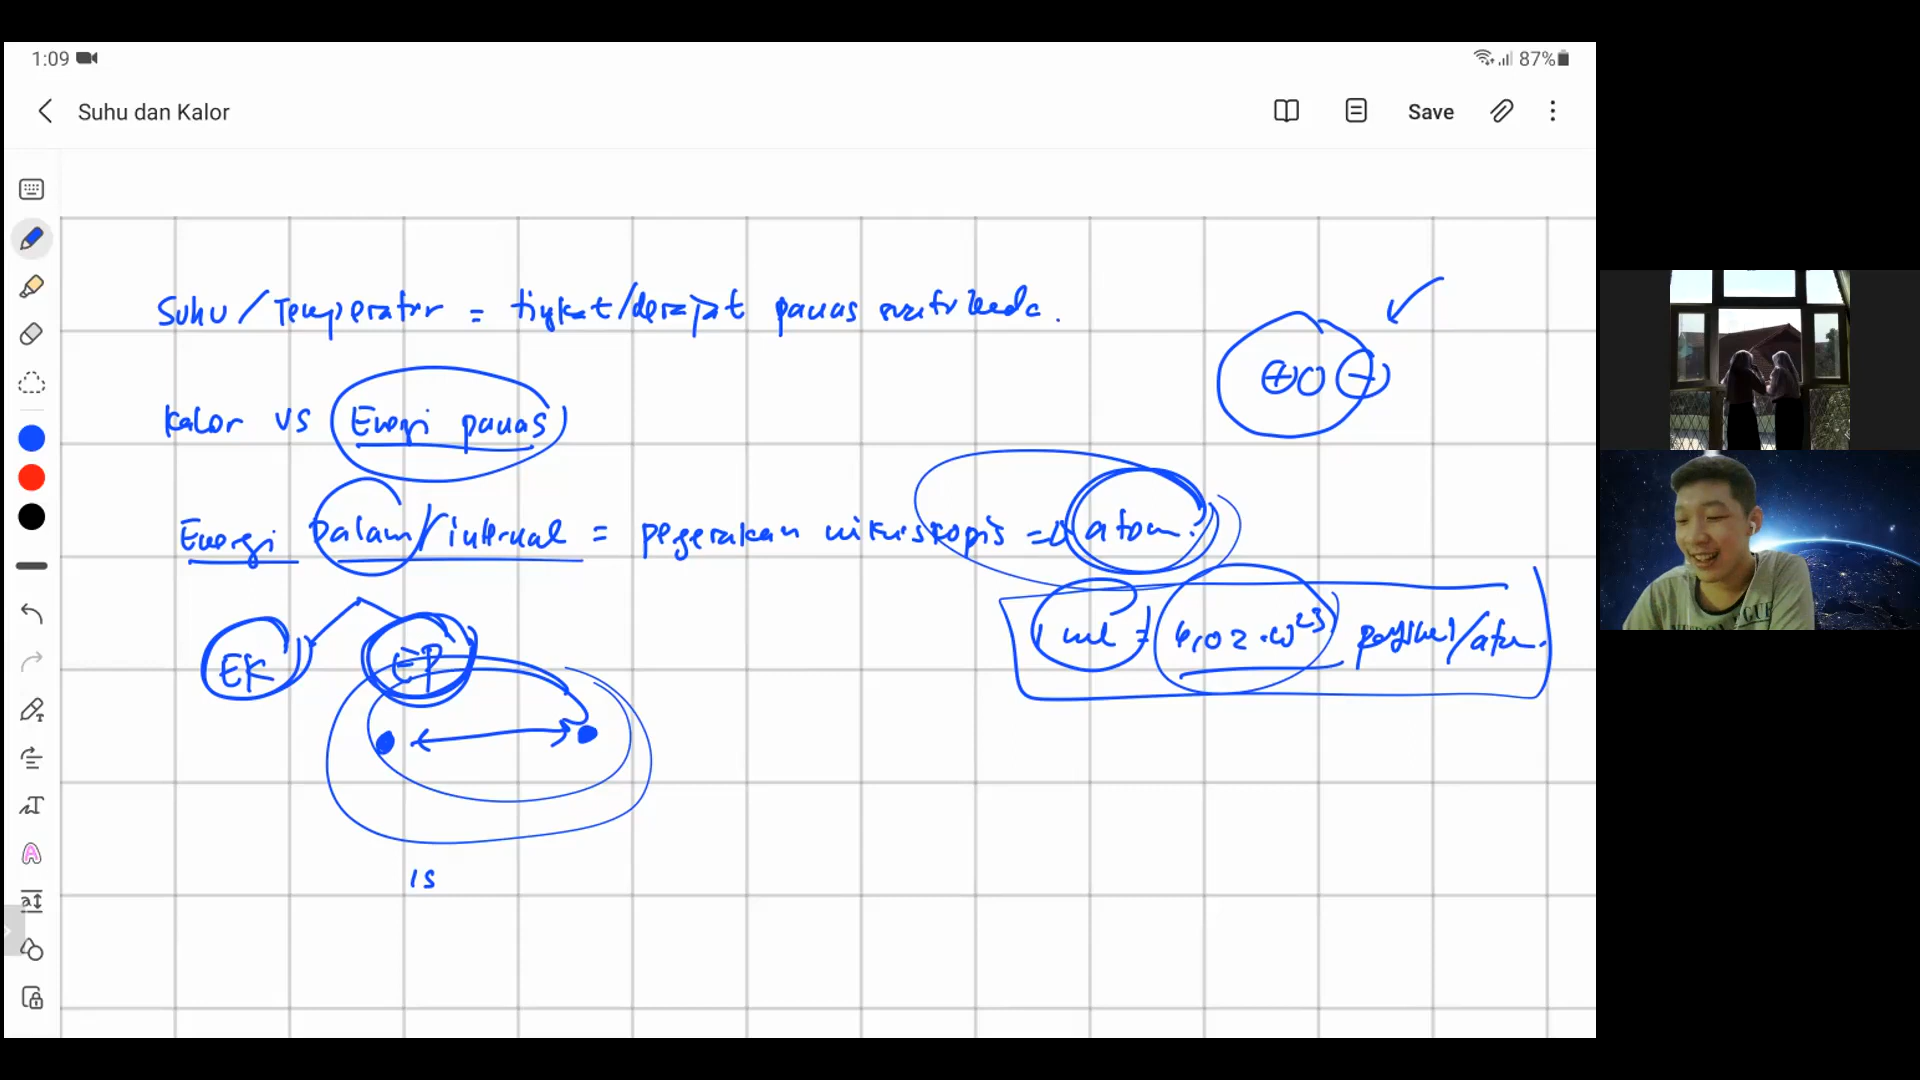 1:09
87%
Suhu dan Kalor
Save
Suhu/Temperatur = tingkat/derajat panas suatu benda.
Kalor VS Energi panas
Energi Dalam/internal = pergerakan mikroskopis => atom.
EK EP
1 mol = 6,02 . 10²³ partikel/atom.
1s